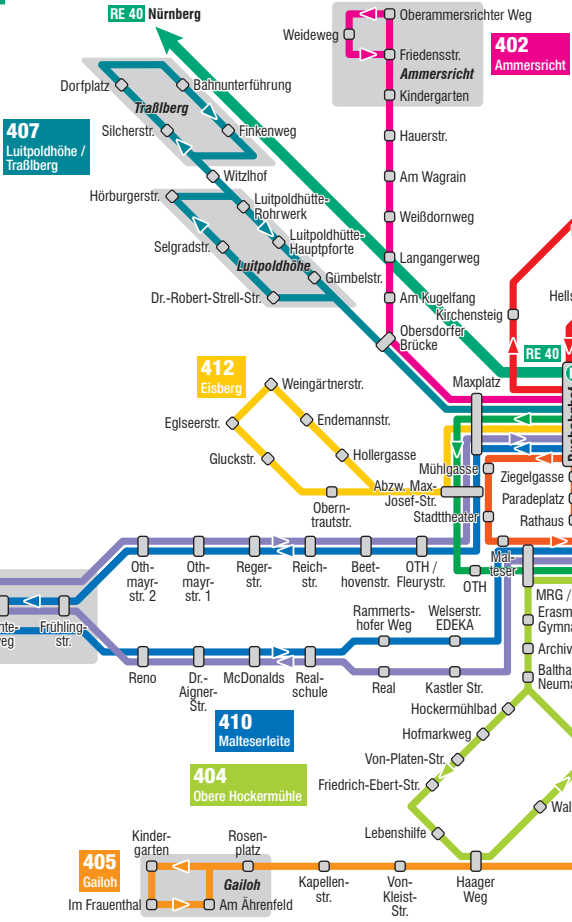 RE 40 Nürnberg
Oberammersrichter Weg
Weideweg
402
Ammersricht
Friedensstr.
Ammersricht
Kindergarten
Dorfplatz
Bahnunterführung
Traßlberg
407
Luitpoldhöhe /
Traßlberg
Silcherstr.
Finkenweg
Hauerstr.
Witzlhof
Am Wagrain
Hörburgerstr.
Luitpoldhütte-
Rohrwerk
Weißdornweg
Selgradstr.
Luitpoldhütte-
Hauptpforte
Luitpoldhöhe
Langangerweg
Gümbelstr.
Dr.-Robert-Strell-Str.
Am Kugelfang
Kirchensteig
Obersdorfer
Brücke
RE 40
412
Eisberg
Weingärtnerstr.
Maxplatz
Eglseerstr.
Endemannstr.
Gluckstr.
Hollergasse
Mühlgasse
Abzw. Max-
Josef-Str.
Ziegelgasse
Obern-
trautstr.
Paradeplatz
Stadttheater
Rathaus
Oth-
mayr-
str. 2
Oth-
mayr-
str. 1
Reger-
str.
Reich-
str.
Beet-
hovenstr.
OTH /
Fleurystr.
Mal-
teser
OTH
MRG /
Frühling-
str.
Rammerts-
hofer Weg
Welserstr.
EDEKA
Archiv
Reno
Dr.-
Aigner-
Str.
McDonalds
Real-
schule
Real
Kastler Str.
410
Malteserleite
Hockermühlbad
Hofmarkweg
404
Obere Hockermühle
Von-Platen-Str.
Friedrich-Ebert-Str.
Lebenshilfe
Kinder-
garten
Rosen-
platz
405
Gailoh
Gailoh
Im Frauenthal
Am Ährenfeld
Kapellen-
str.
Von-
Kleist-
Str.
Haager
Weg